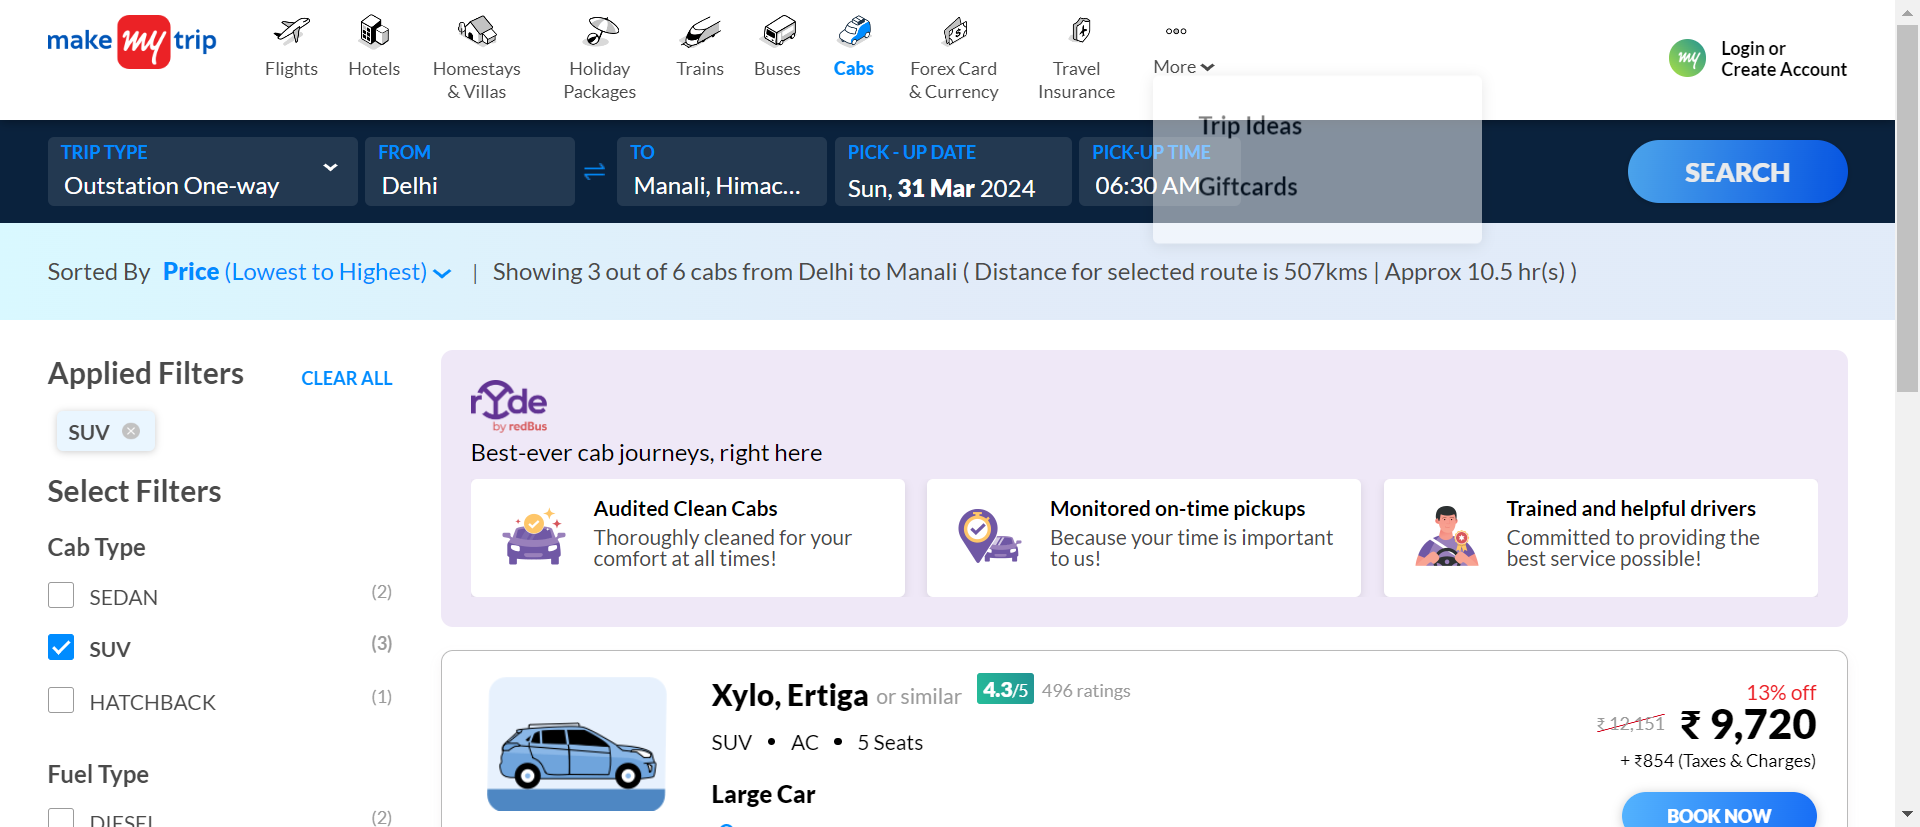 make my trip
Flights
Hotels
Homestays
& Villas
Holiday
Packages
Trains
Buses
Cabs
Forex Card
& Currency
Travel
Insurance
More
my
Login or
Create Account
Trip Ideas
Giftcards
TRIP TYPE
Outstation One-way
FROM
Delhi
TO
Manali, Himac...
PICK - UP DATE
Sun, 31 Mar 2024
PICK-UP TIME
06:30 AM
SEARCH
Sorted By Price (Lowest to Highest) | Showing 3 out of 6 cabs from Delhi to Manali ( Distance for selected route is 507kms | Approx 10.5 hr(s) )
Applied Filters
CLEAR ALL
SUV
Select Filters
Cab Type
SEDAN (2)
SUV (3)
HATCHBACK (1)
Fuel Type
DIESEL (2)
rYde
by redBus
Best-ever cab journeys, right here
Audited Clean Cabs
Thoroughly cleaned for your
comfort at all times!
Monitored on-time pickups
Because your time is important
to us!
Trained and helpful drivers
Committed to providing the
best service possible!
Xylo, Ertiga or similar 4.3/5 496 ratings
SUV • AC • 5 Seats
Large Car
13% off
₹ 12,151 ₹ 9,720
+ ₹854 (Taxes & Charges)
BOOK NOW